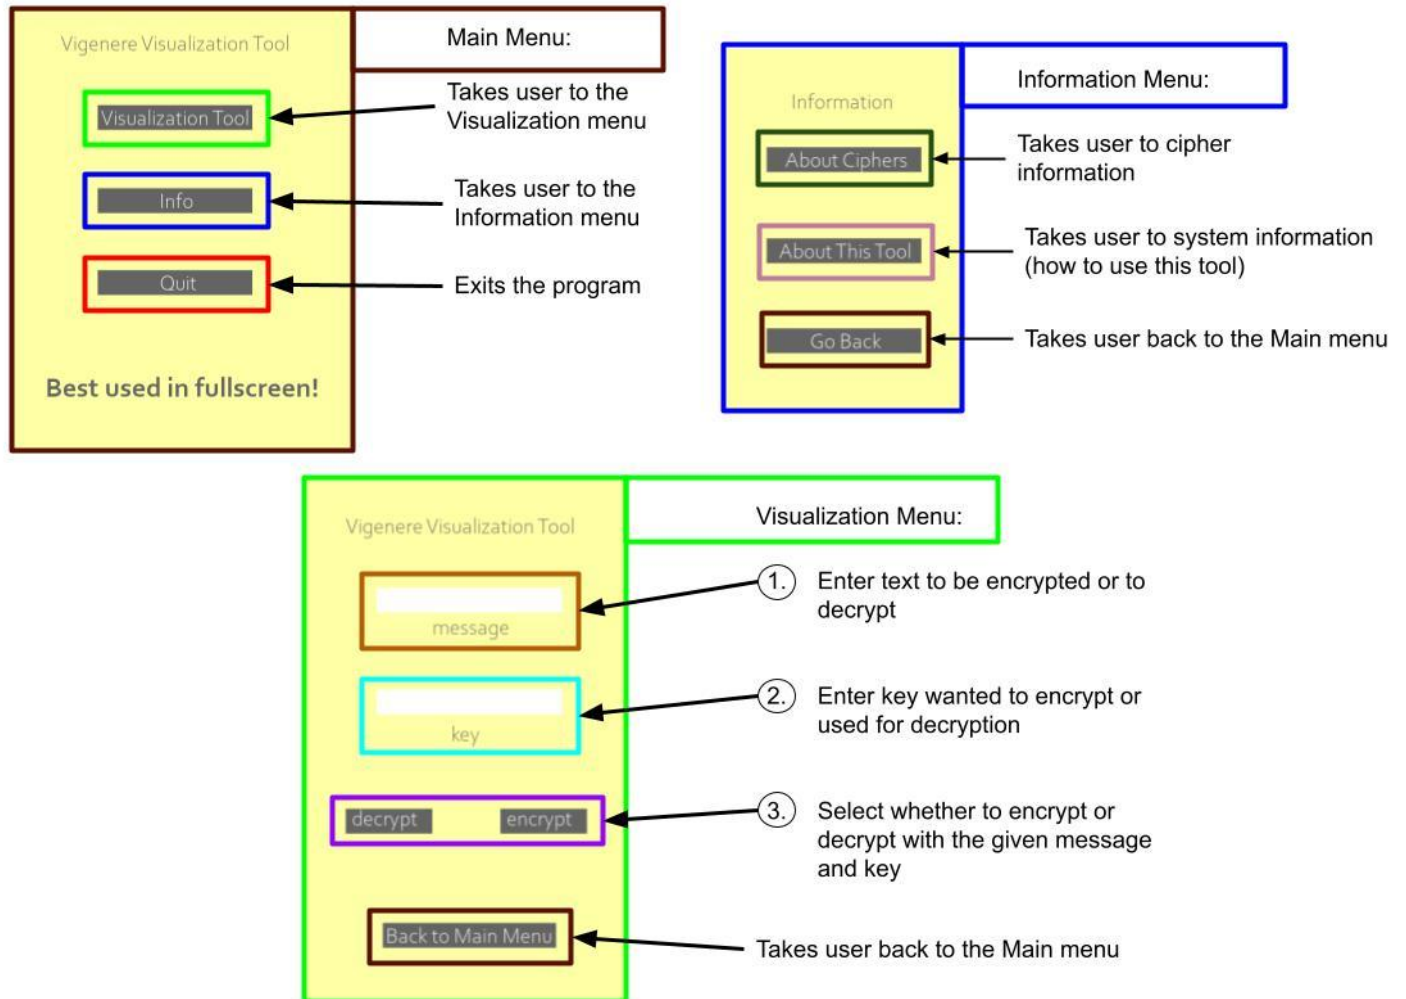 Vigenere Visualization Tool
Main Menu:
Visualization Tool
Takes user to the
Visualization menu
Info
Takes user to the
Information menu
Quit
Exits the program
Best used in fullscreen!
Information Menu:
Information
About Ciphers
Takes user to cipher
information
About This Tool
Takes user to system information
(how to use this tool)
Go Back
Takes user back to the Main menu
Vigenere Visualization Tool
Visualization Menu:
message
1. Enter text to be encrypted or to
decrypt
key
2. Enter key wanted to encrypt or
used for decryption
decrypt encrypt
3. Select whether to encrypt or
decrypt with the given message
and key
Back to Main Menu
Takes user back to the Main menu